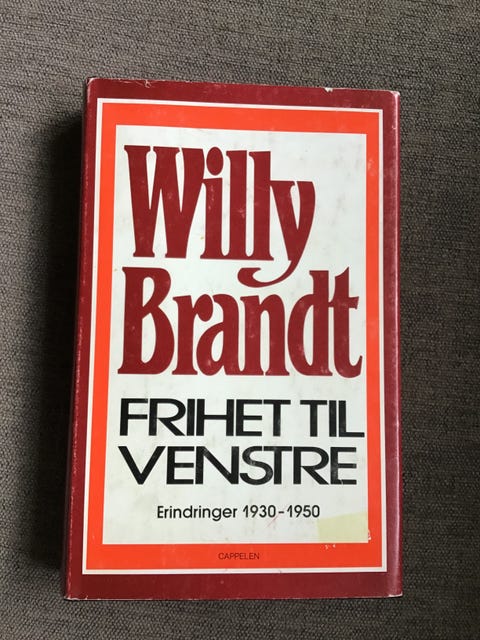 Willy
Brandt
FRIHET TIL
VENSTRE
Erindringer 1930-1950
CAPPELEN